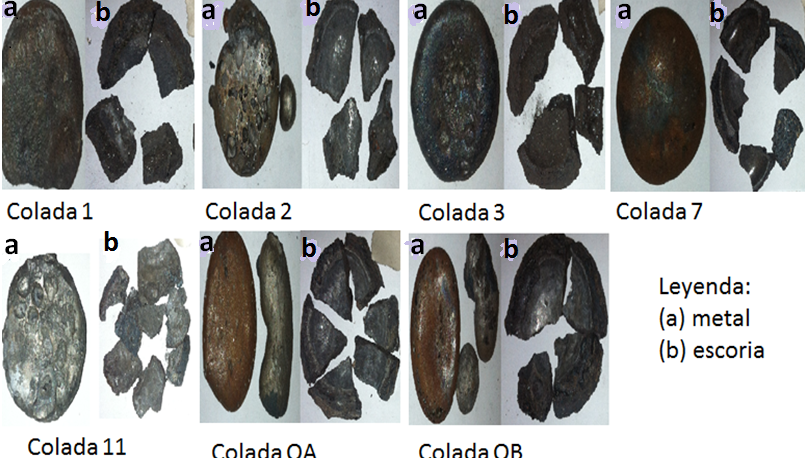 a b a b a b a b
Colada 1 Colada 2 Colada 3 Colada 7
a b a b a b
Leyenda:
(a) metal
(b) escoria
Colada 11 Colada OA Colada OB